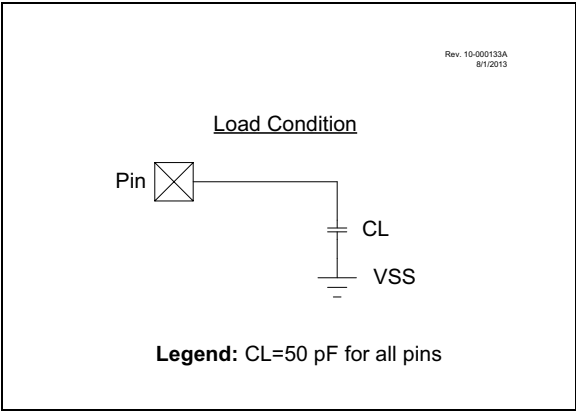 Rev. 10-000133A
8/1/2013
Load Condition
Pin
CL
VSS
Legend: CL=50 pF for all pins